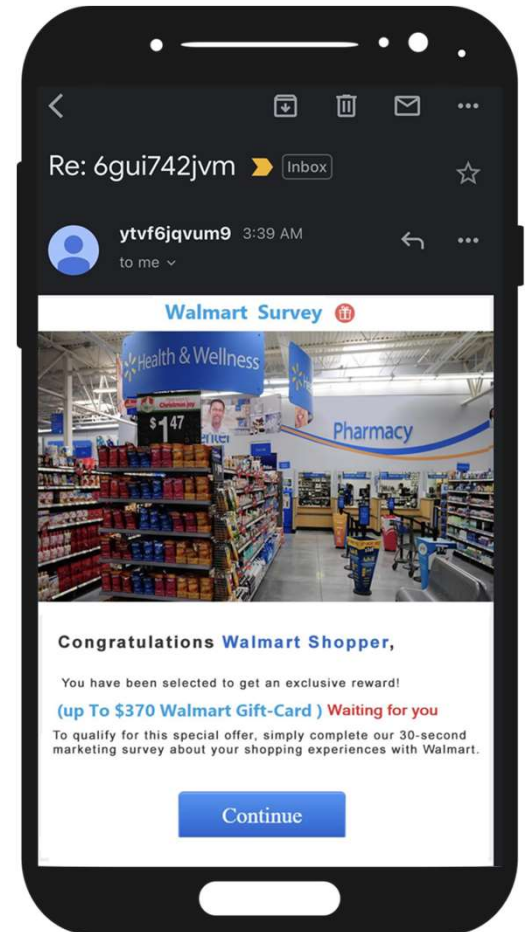 Re: 6gui742jvm Inbox
ytvf6jqvum9 3:39 AM
to me
Walmart Survey
Health & Wellness
Christmas joy
$1 47
Pharmacy
Congratulations Walmart Shopper,
You have been selected to get an exclusive reward!
(up To $370 Walmart Gift-Card ) Waiting for you
To qualify for this special offer, simply complete our 30-second
marketing survey about your shopping experiences with Walmart.
Continue